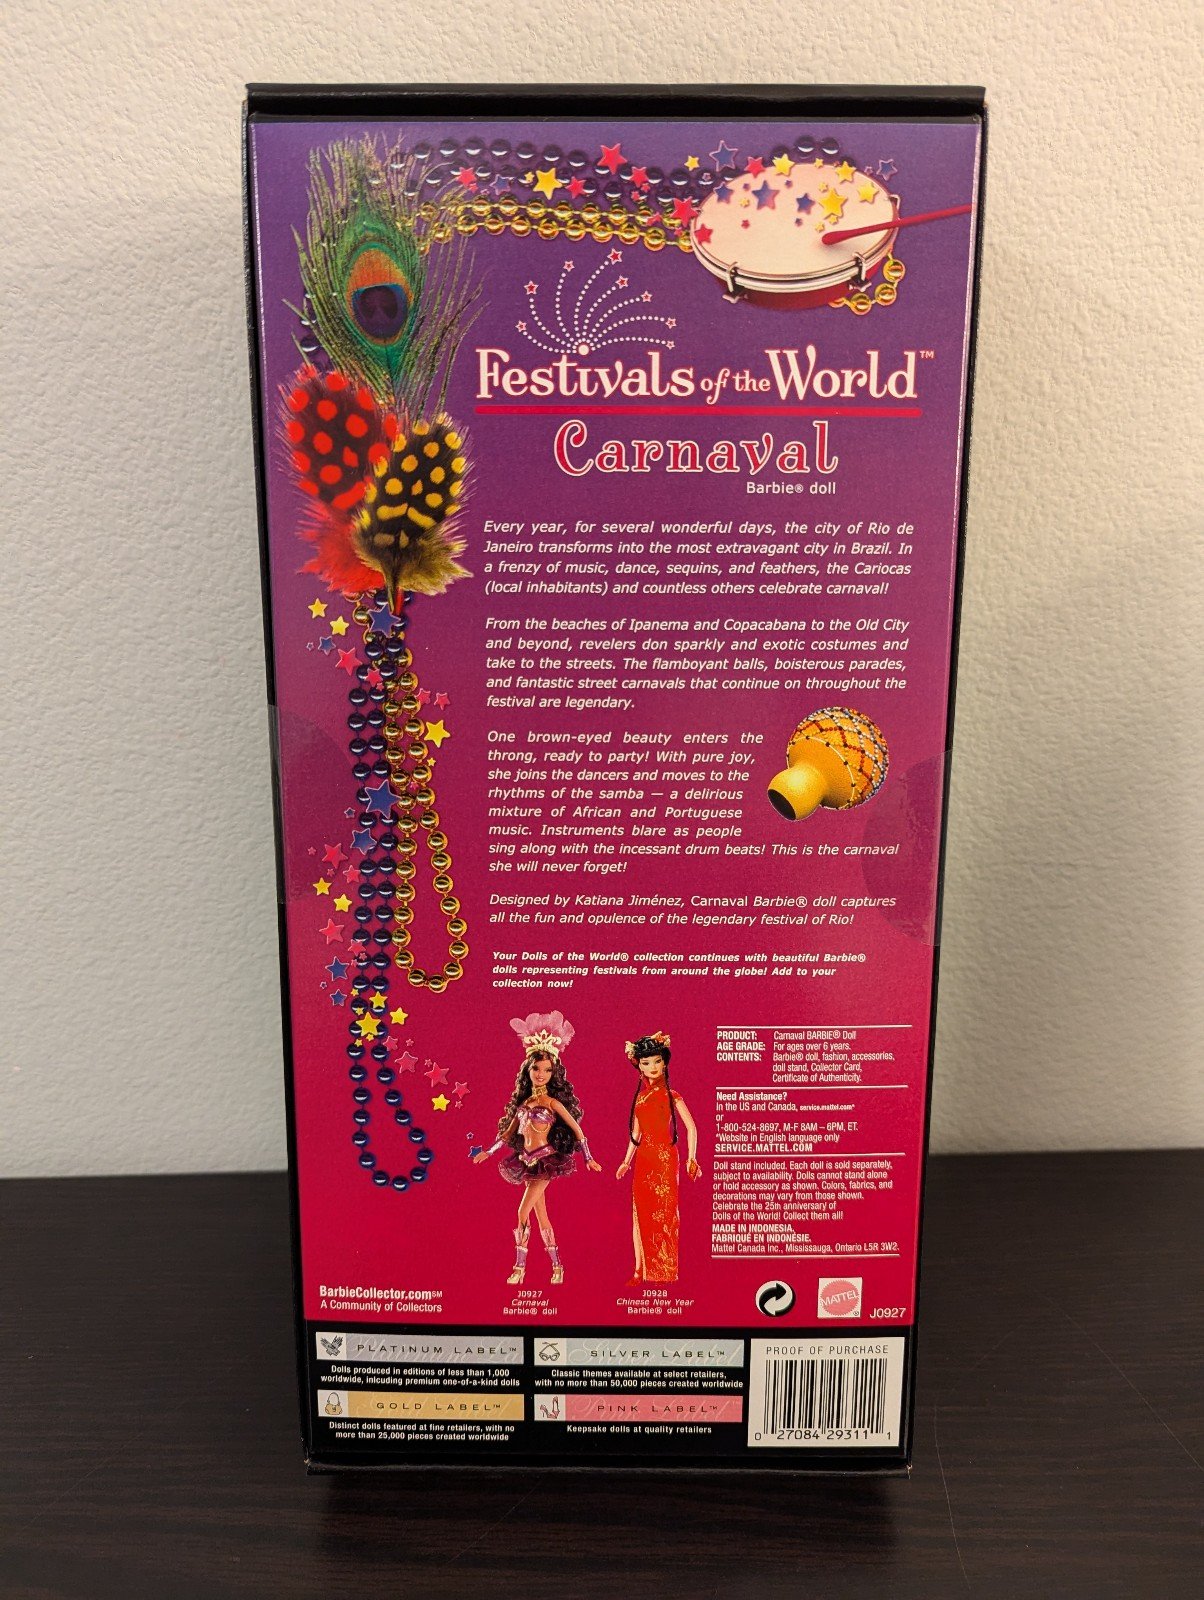 Festivals of the World™
Carnaval
Barbie® doll
Every year, for several wonderful days, the city of Rio de
Janeiro transforms into the most extravagant city in Brazil. In
a frenzy of music, dance, sequins, and feathers, the Cariocas
(local inhabitants) and countless others celebrate carnaval!
From the beaches of Ipanema and Copacabana to the Old City
and beyond, revelers don sparkly and exotic costumes and
take to the streets. The flamboyant balls, boisterous parades,
and fantastic street carnavals that continue on throughout the
festival are legendary.
One brown-eyed beauty enters the
throng, ready to party! With pure joy,
she joins the dancers and moves to the
rhythms of the samba — a delirious
mixture of African and Portuguese
music. Instruments blare as people
sing along with the incessant drum beats! This is the carnaval
she will never forget!
Designed by Katiana Jiménez, Carnaval Barbie® doll captures
all the fun and opulence of the legendary festival of Rio!
Your Dolls of the World® collection continues with beautiful Barbie®
dolls representing festivals from around the globe! Add to your
collection now!
PRODUCT: Carnaval BARBIE® Doll
AGE GRADE: For ages over 6 years.
CONTENTS: Barbie® doll, fashion, accessories,
doll stand, Collector Card,
Certificate of Authenticity.
Need Assistance?
In the US and Canada, service.mattel.com*
or
1-800-524-8697, M-F 8AM – 6PM, ET.
*Website in English language only
SERVICE.MATTEL.COM
Doll stand included. Each doll is sold separately,
subject to availability. Dolls cannot stand alone
or hold accessory as shown. Colors, fabrics, and
decorations may vary from those shown.
Celebrate the 25th anniversary of
Dolls of the World! Collect them all!
MADE IN INDONESIA.
FABRIQUÉ EN INDONÉSIE.
Mattel Canada Inc., Mississauga, Ontario L5R 3W2.
J0927
Carnaval
Barbie® doll
J0928
Chinese New Year
Barbie® doll
BarbieCollector.com℠
A Community of Collectors
MATTEL®
J0927
PLATINUM LABEL™
Dolls produced in editions of less than 1,000
worldwide, inlcuding premium one-of-a-kind dolls
SILVER LABEL™
Classic themes available at select retailers,
with no more than 50,000 pieces created worldwide
GOLD LABEL™
Distinct dolls featured at fine retailers, with no
more than 25,000 pieces created worldwide
PINK LABEL™
Keepsake dolls at quality retailers
PROOF OF PURCHASE
0 27084 29311 1